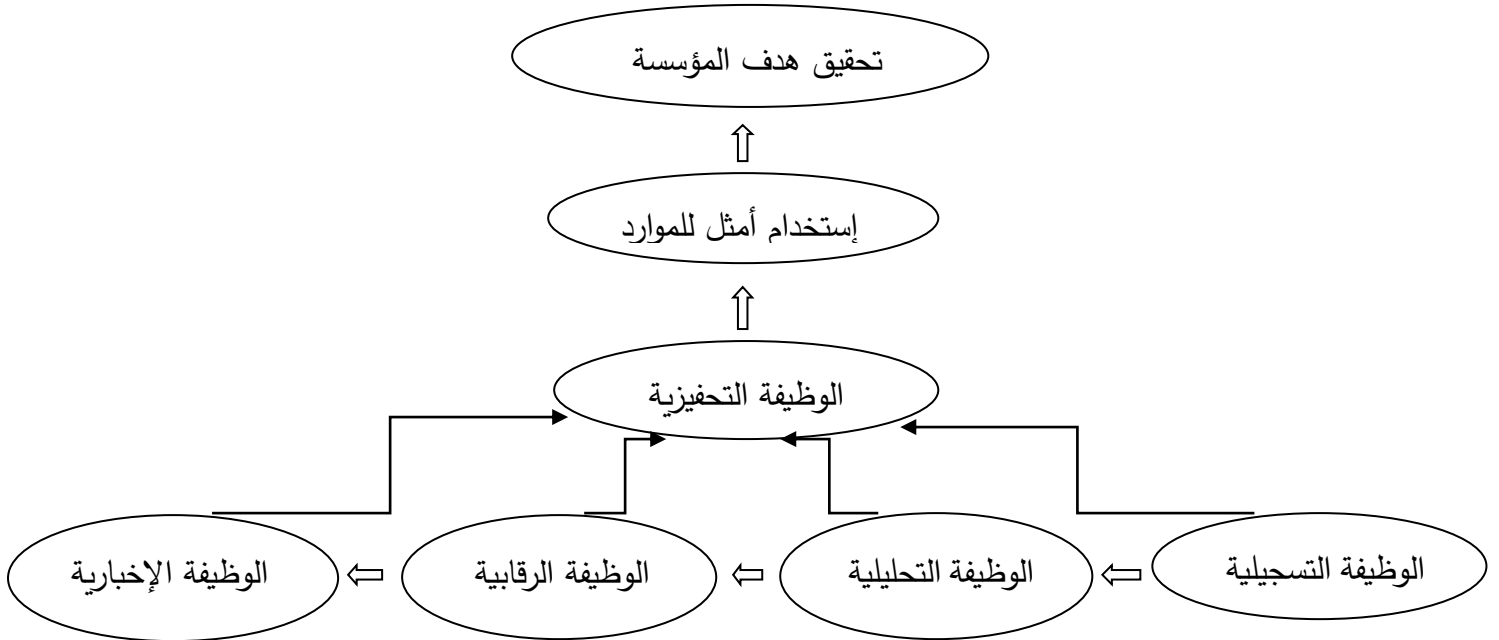 تحقيق هدف المؤسسة
إستخدام أمثل للموارد
الوظيفة التحفيزية
الوظيفة التسجيلية
الوظيفة التحليلية
الوظيفة الرقابية
الوظيفة الإخبارية